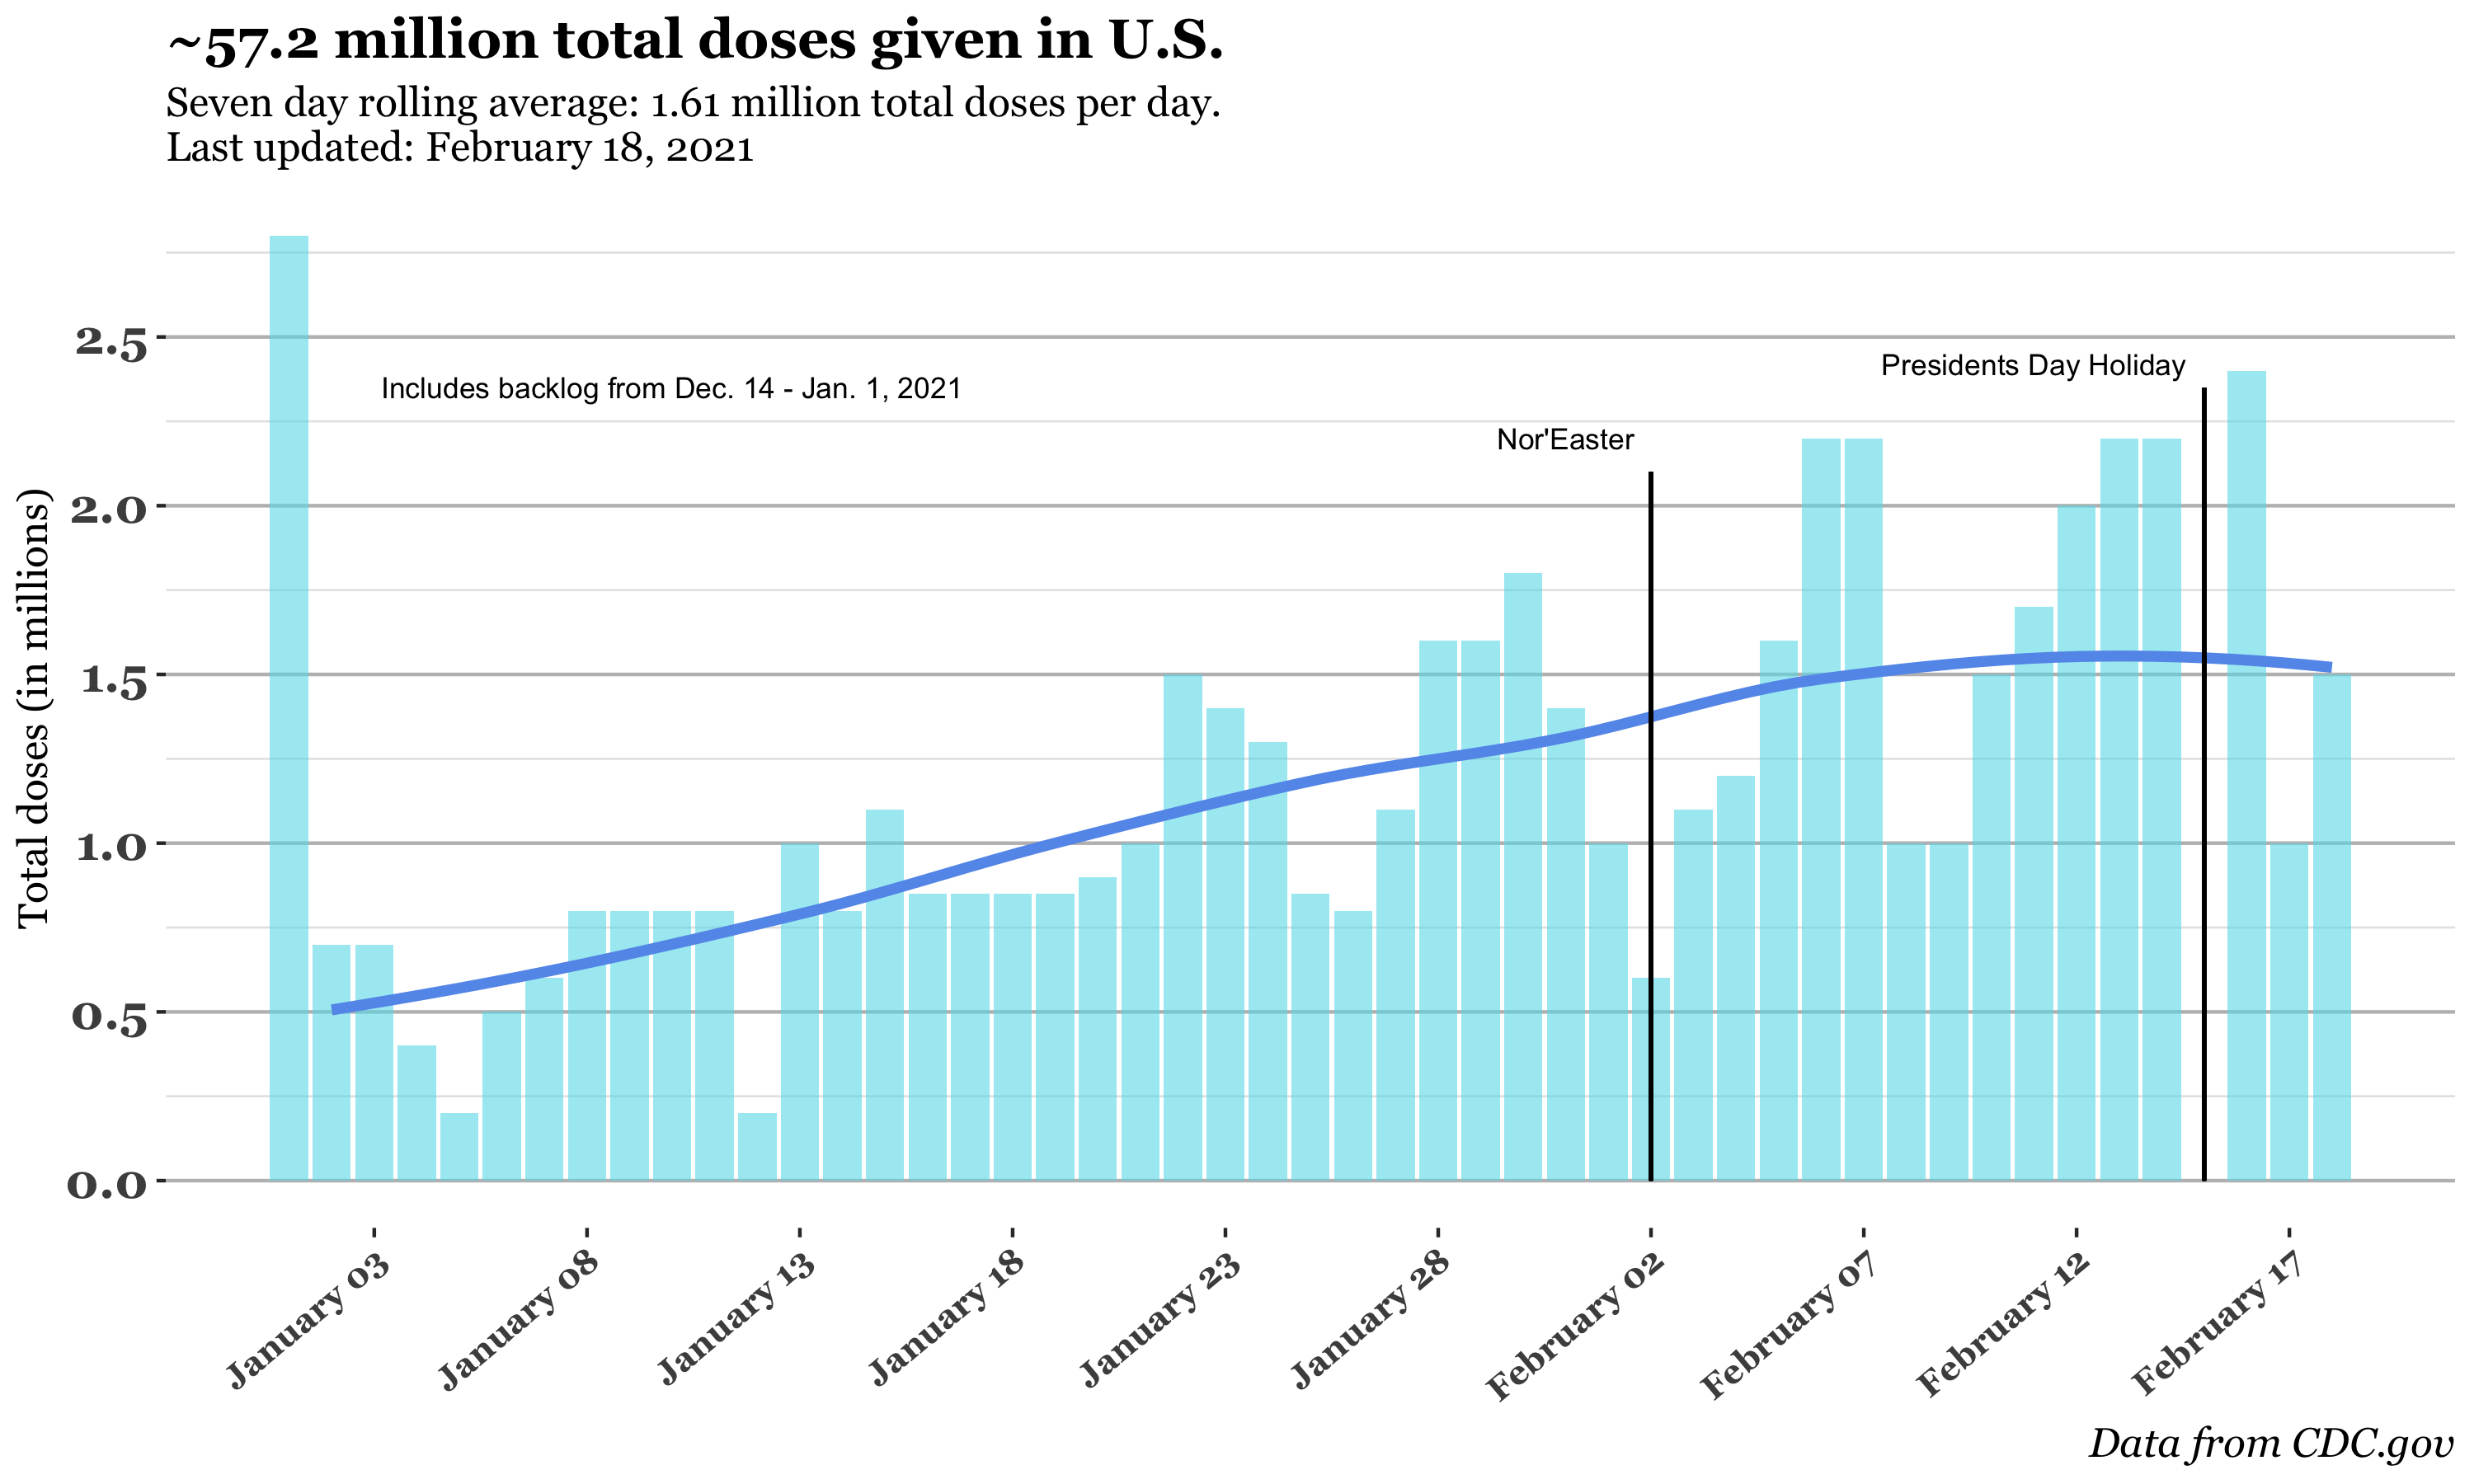 ~57.2 million total doses given in U.S.
Seven day rolling average: 1.61 million total doses per day.
Last updated: February 18, 2021
2.5
Presidents Day Holiday
Includes backlog from Dec. 14 - Jan. 1, 2021
Nor'Easter
2.0
1.5
1.0
0.5
0.0
Total doses (in millions)
January 03
January 08
January 13
January 18
January 23
January 28
February 02
February 07
February 12
February 17
Data from CDC.gov